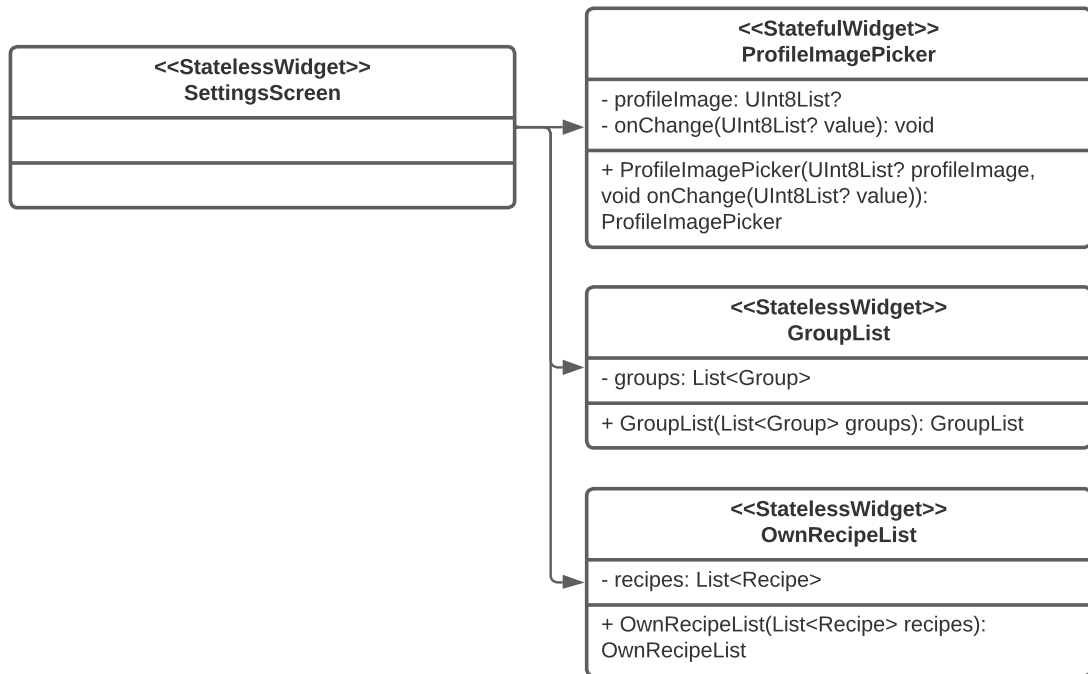 <<StatelessWidget>>
SettingsScreen
<<StatefulWidget>>
ProfileImagePicker
- profileImage: UInt8List?
- onChange(UInt8List? value): void
+ ProfileImagePicker(UInt8List? profileImage,
void onChange(UInt8List? value)):
ProfileImagePicker
<<StatelessWidget>>
GroupList
- groups: List<Group>
+ GroupList(List<Group> groups): GroupList
<<StatelessWidget>>
OwnRecipeList
- recipes: List<Recipe>
+ OwnRecipeList(List<Recipe> recipes):
OwnRecipeList